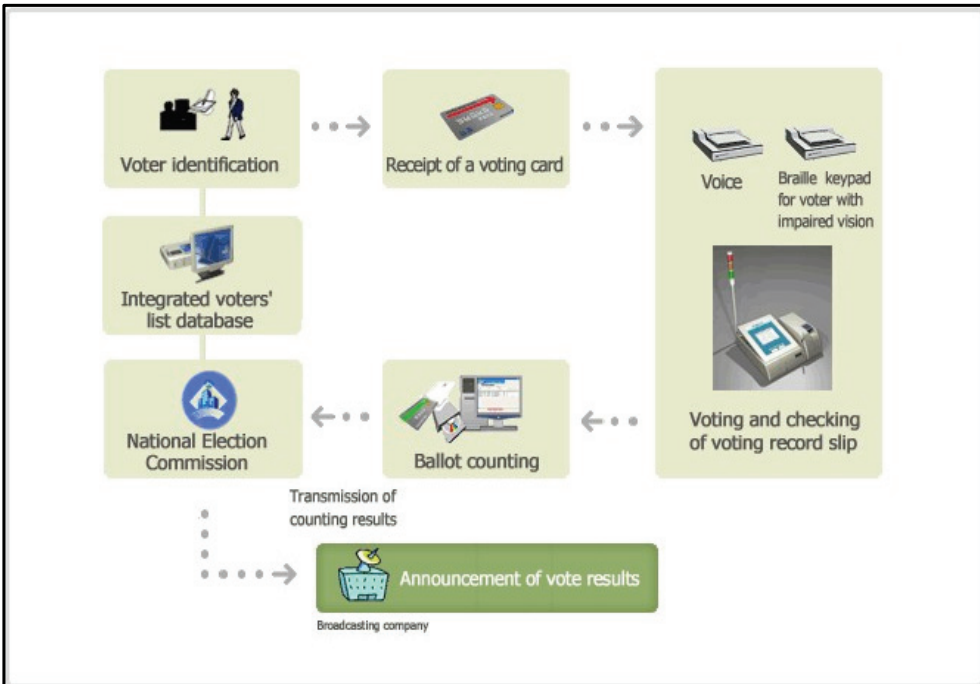 Voter identification
Receipt of a voting card
Voice
Braille keypad
for voter with
impaired vision
Integrated voters'
list database
National Election
Commission
Ballot counting
Voting and checking
of voting record slip
Transmission of
counting results
Announcement of vote results
Broadcasting company